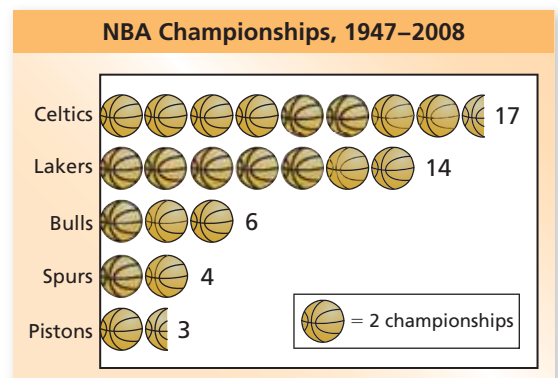 NBA Championships, 1947–2008
Celtics 17
Lakers 14
Bulls 6
Spurs 4
Pistons 3
= 2 championships